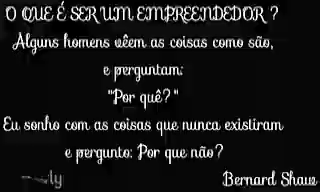 O QUE É SER UM EMPREENDEDOR ?
Alguns homens vêem as coisas como são,
e perguntam:
"Por quê?"
Eu sonho com as coisas que nunca existiram
e pergunto: Por que não?
Bernard Shaw